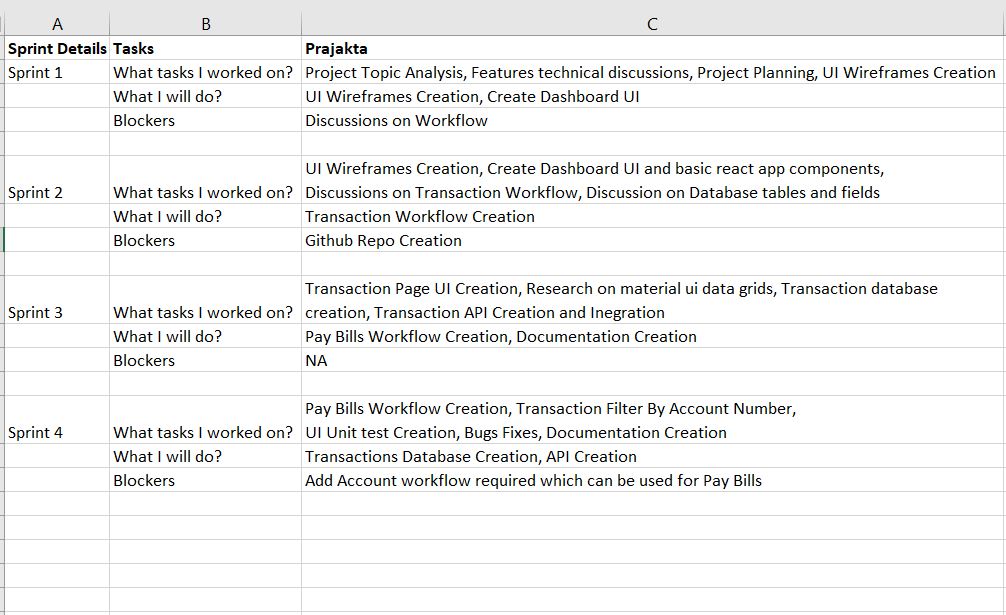 A B C
Sprint Details Tasks Prajakta
Sprint 1 What tasks I worked on? Project Topic Analysis, Features technical discussions, Project Planning, UI Wireframes Creation
What I will do? UI Wireframes Creation, Create Dashboard UI
Blockers Discussions on Workflow
UI Wireframes Creation, Create Dashboard UI and basic react app components,
Sprint 2 What tasks I worked on? Discussions on Transaction Workflow, Discussion on Database tables and fields
What I will do? Transaction Workflow Creation
Blockers Github Repo Creation
Transaction Page UI Creation, Research on material ui data grids, Transaction database
Sprint 3 What tasks I worked on? creation, Transaction API Creation and Inegration
What I will do? Pay Bills Workflow Creation, Documentation Creation
Blockers NA
Pay Bills Workflow Creation, Transaction Filter By Account Number,
Sprint 4 What tasks I worked on? UI Unit test Creation, Bugs Fixes, Documentation Creation
What I will do? Transactions Database Creation, API Creation
Blockers Add Account workflow required which can be used for Pay Bills